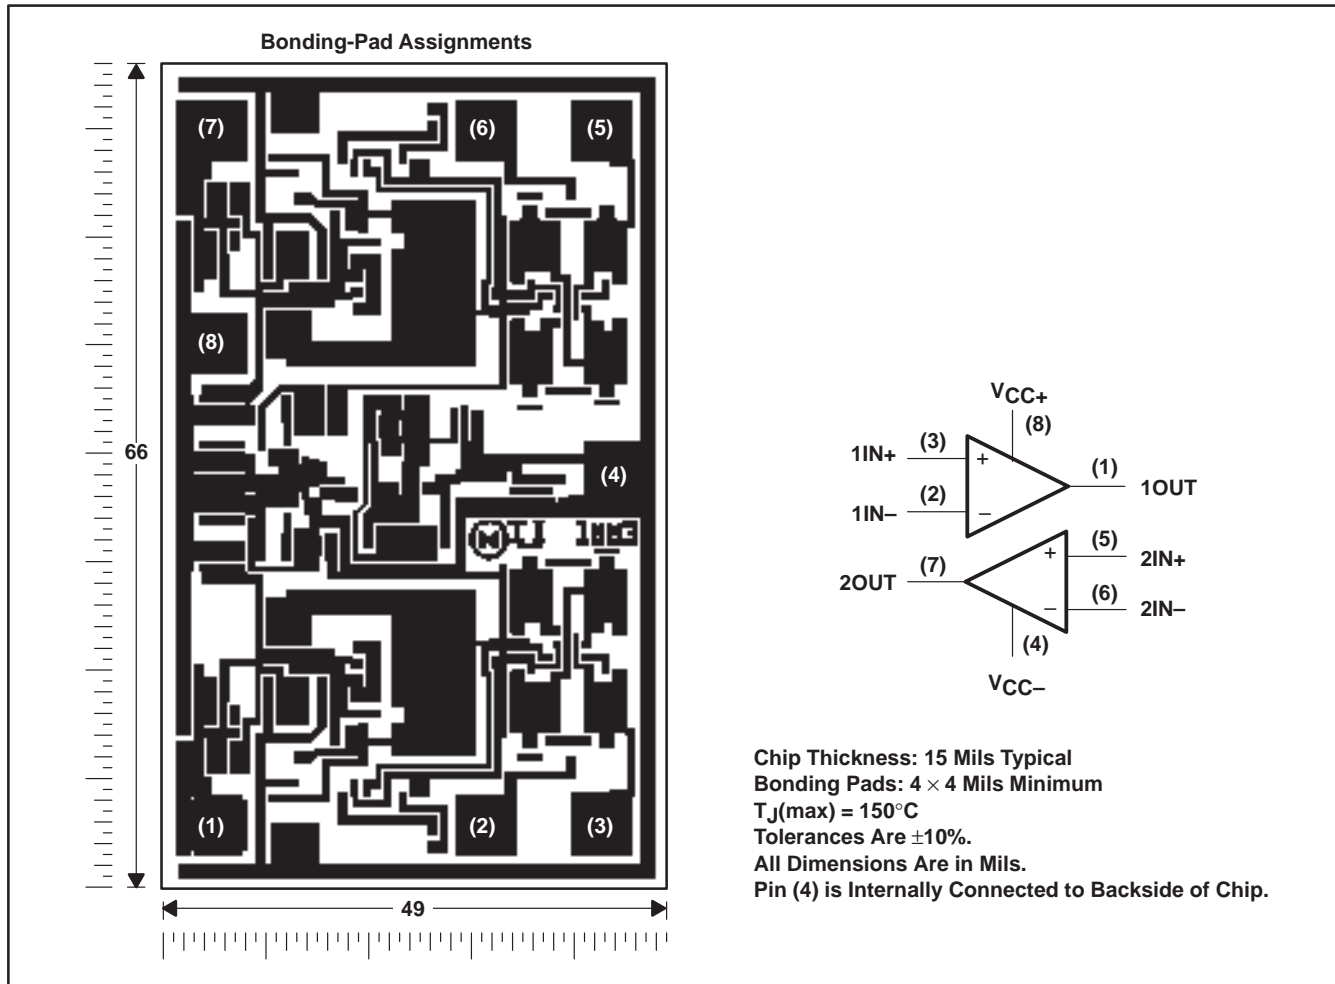 Bonding-Pad Assignments
(7)
(6)
(5)
(8)
66
(4)
(1)
(2)
(3)
49
VCC+
(8)
1IN+
(3)
+
(1)
1OUT
1IN–
(2)
–
(5)
+
2IN+
2OUT
(7)
(6)
–
2IN–
(4)
VCC–
Chip Thickness: 15 Mils Typical
Bonding Pads: 4 × 4 Mils Minimum
TJ(max) = 150°C
Tolerances Are ±10%.
All Dimensions Are in Mils.
Pin (4) is Internally Connected to Backside of Chip.